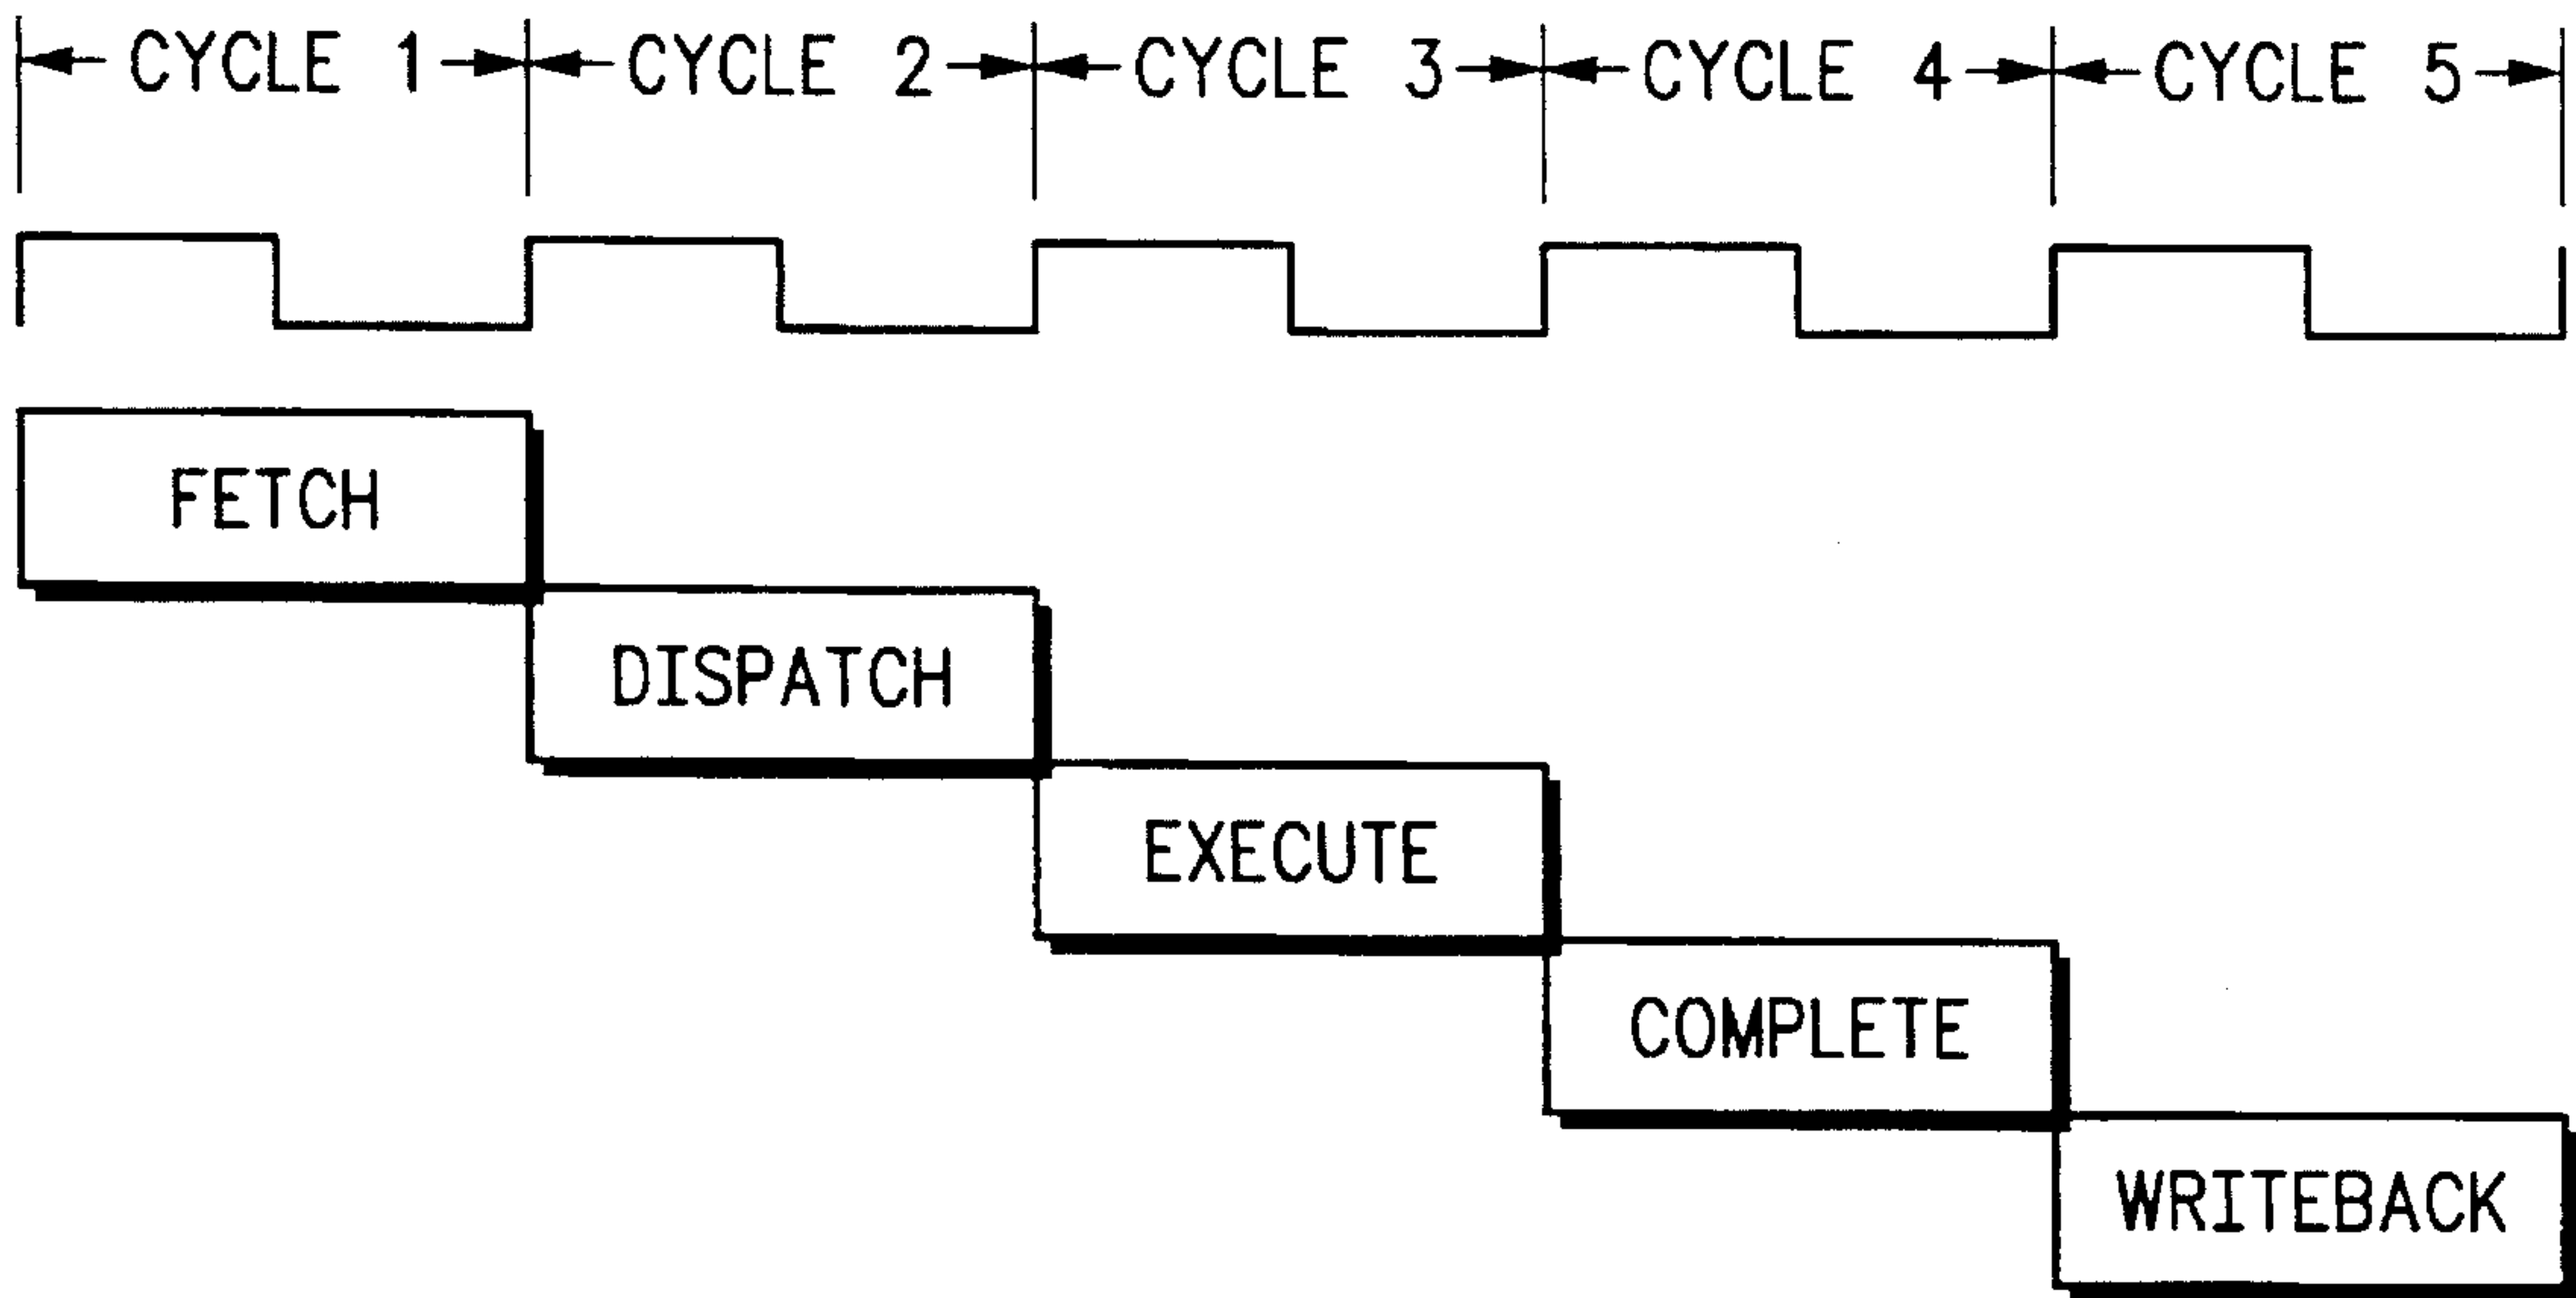 CYCLE 1 CYCLE 2 CYCLE 3 CYCLE 4 CYCLE 5
FETCH
DISPATCH
EXECUTE
COMPLETE
WRITEBACK